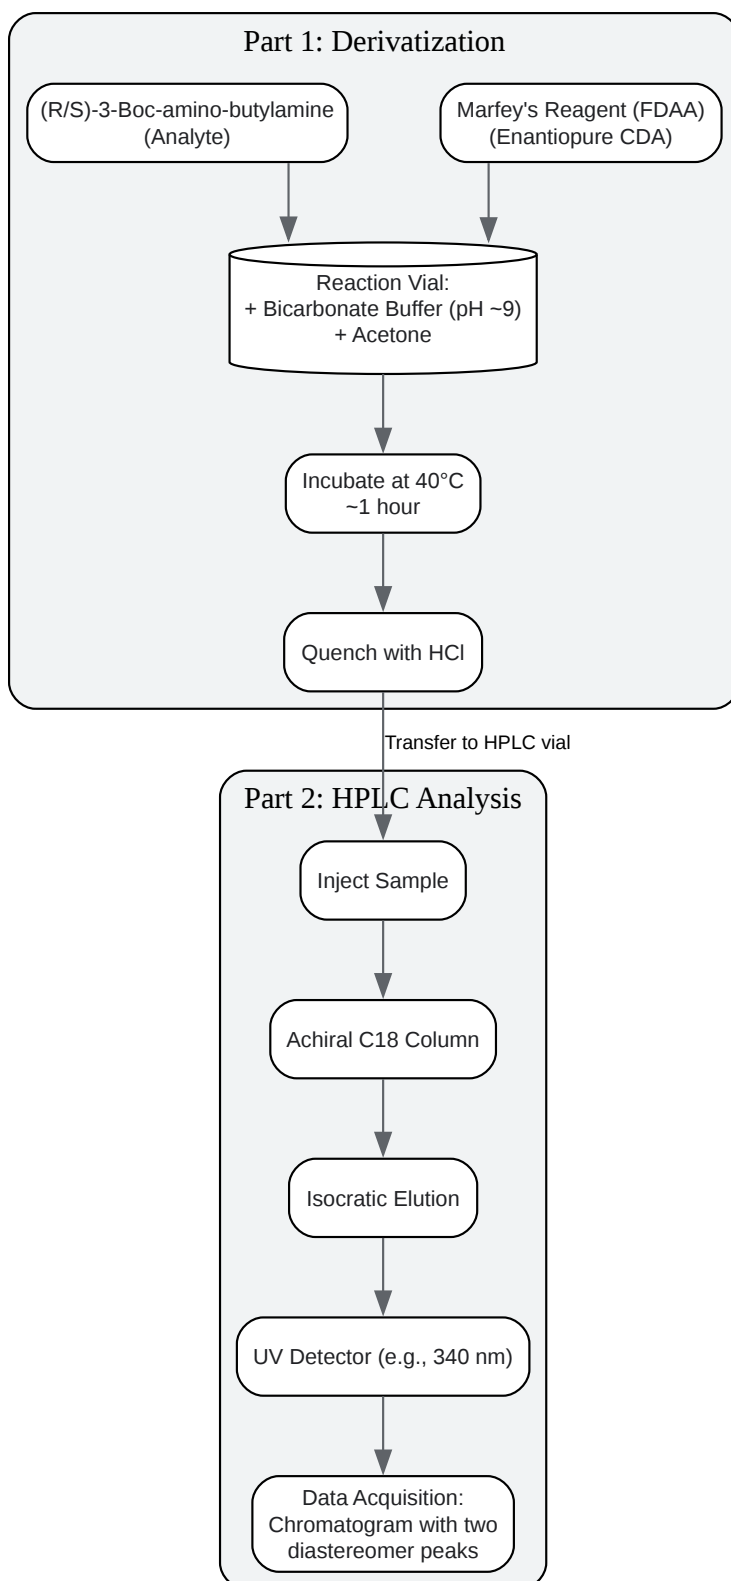 Part 1: Derivatization
(R/S)-3-Boc-amino-butylamine
(Analyte)
Marfey's Reagent (FDAA)
(Enantiopure CDA)
Reaction Vial:
+ Bicarbonate Buffer (pH ~9)
+ Acetone
Incubate at 40°C
~1 hour
Quench with HCl
Transfer to HPLC vial
Part 2: HPLC Analysis
Inject Sample
Achiral C18 Column
Isocratic Elution
UV Detector (e.g., 340 nm)
Data Acquisition:
Chromatogram with two
diastereomer peaks